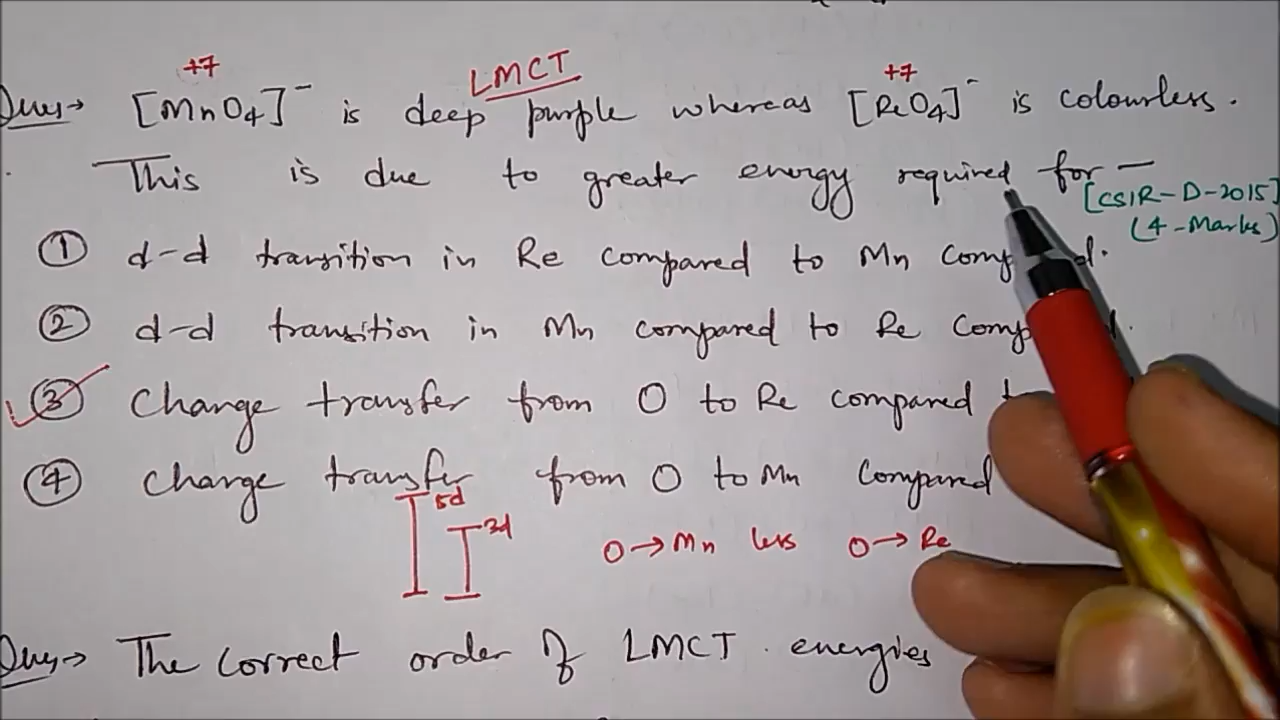 +7 LMCT +7
Ques→ [MnO4]⁻ is deep purple whereas [ReO4]⁻ is colourless.
This is due to greater energy required for —
[CSIR-D-2015]
(4-Marks)
① d-d transition in Re compared to Mn
② d-d transition in Mn compared to Re
③ Change transfer from O to Re compared
④ Change transfer from O to Mn Compared
5d
3d
O→Mn less O→Re
Ques→ The correct order of LMCT energies